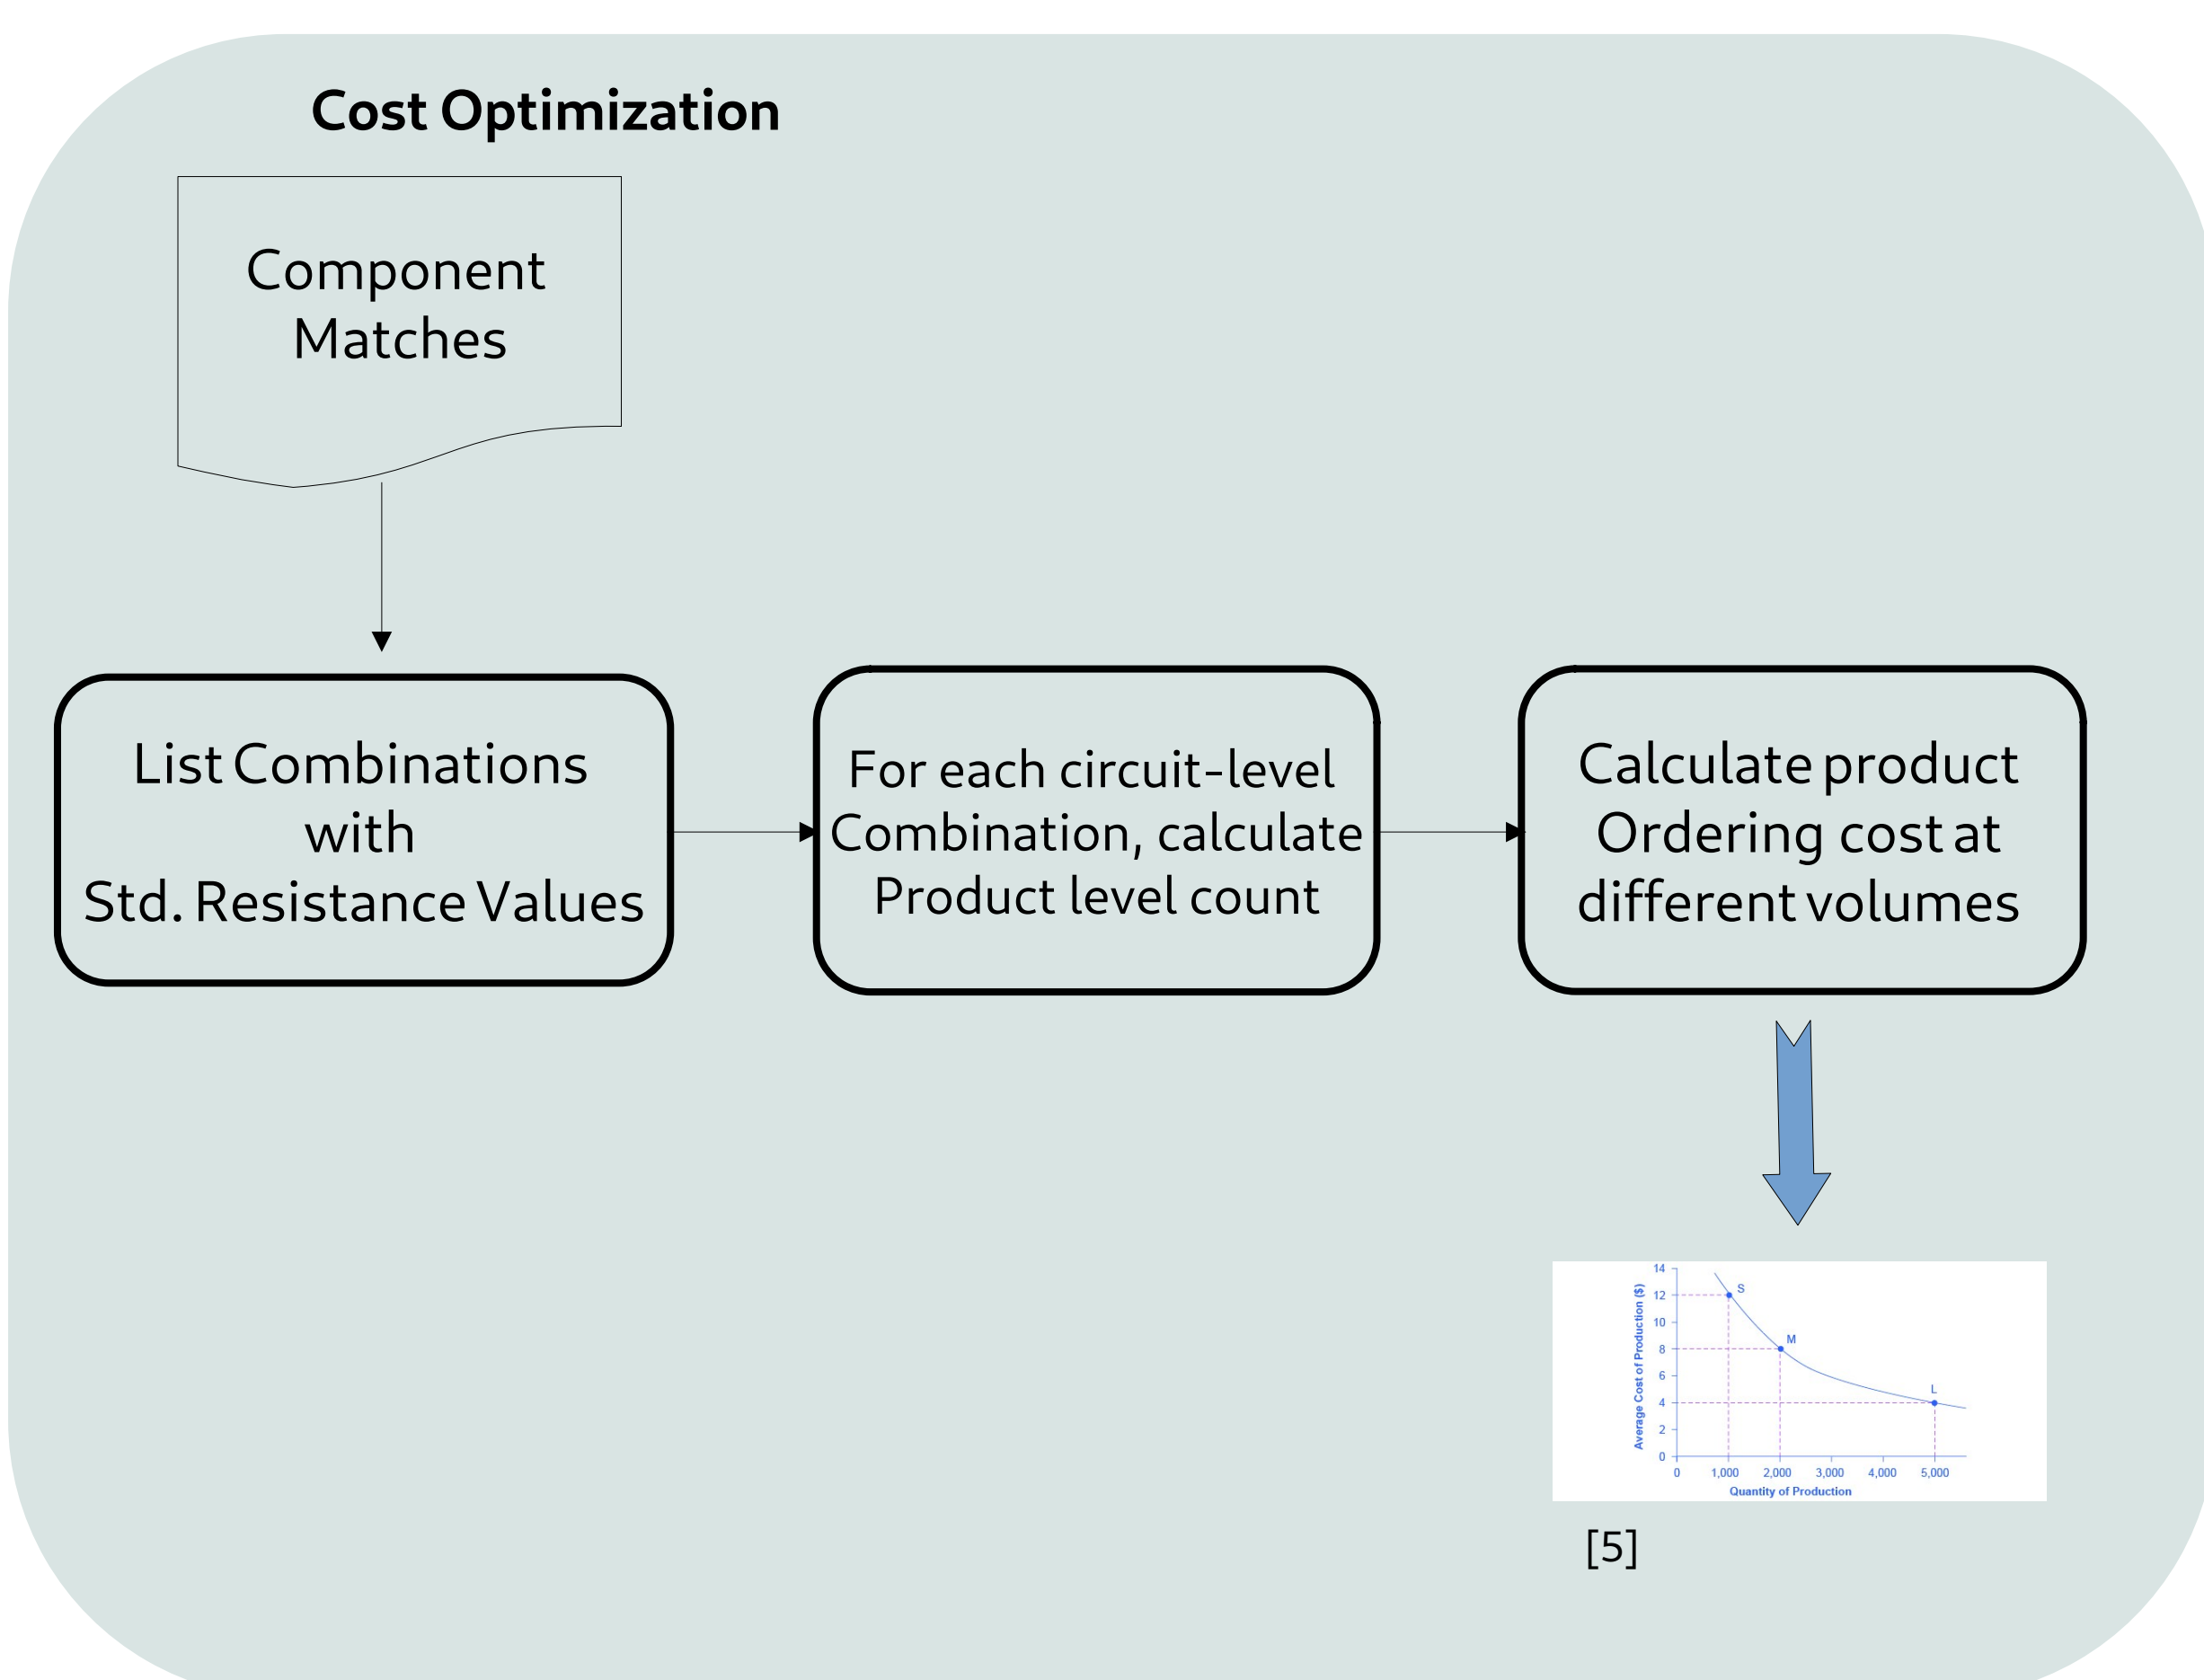 Cost Optimization
Component
Matches
List Combinations
with
Std. Resistance Values
For each circuit-level
Combination, calculate
Product level count
Calculate product
Ordering cost at
different volumes
Average Cost of Production ($)
14
12
10
8
6
4
2
0
S
M
L
0 1,000 2,000 3,000 4,000 5,000
Quantity of Production
[5]